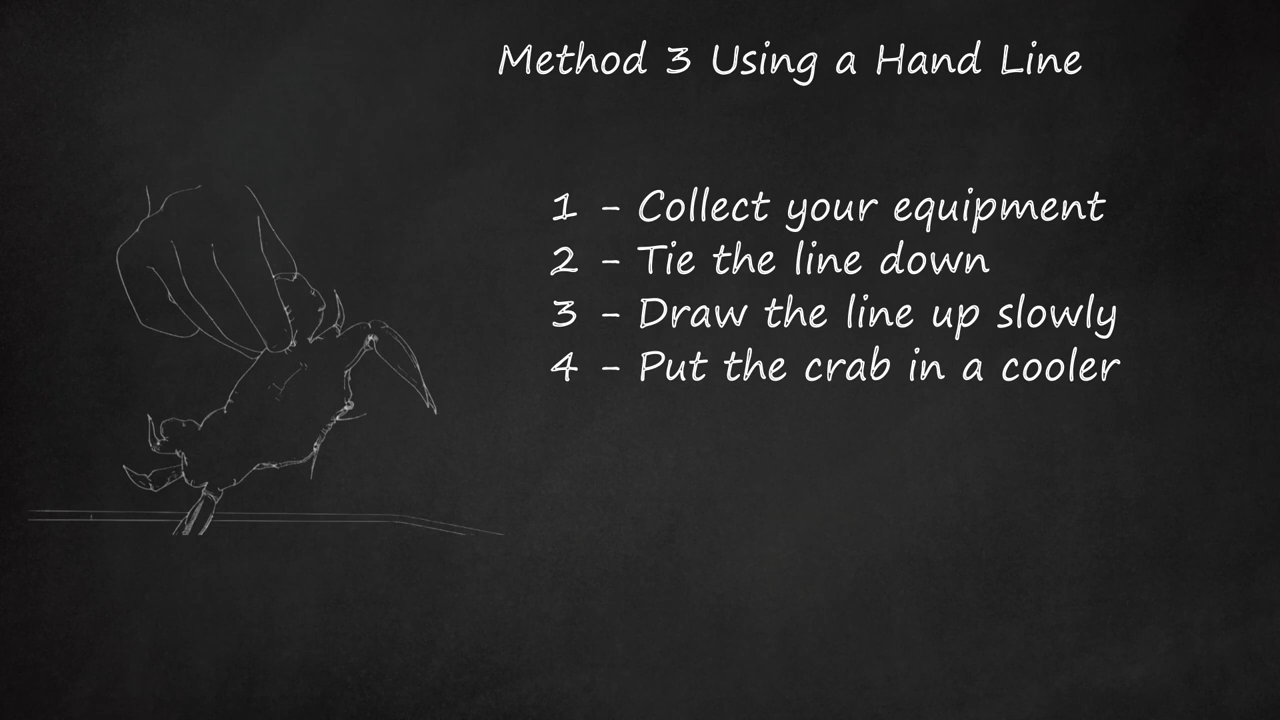 Method 3 Using a Hand Line
1 - Collect your equipment
2 - Tie the line down
3 - Draw the line up slowly
4 - Put the crab in a cooler